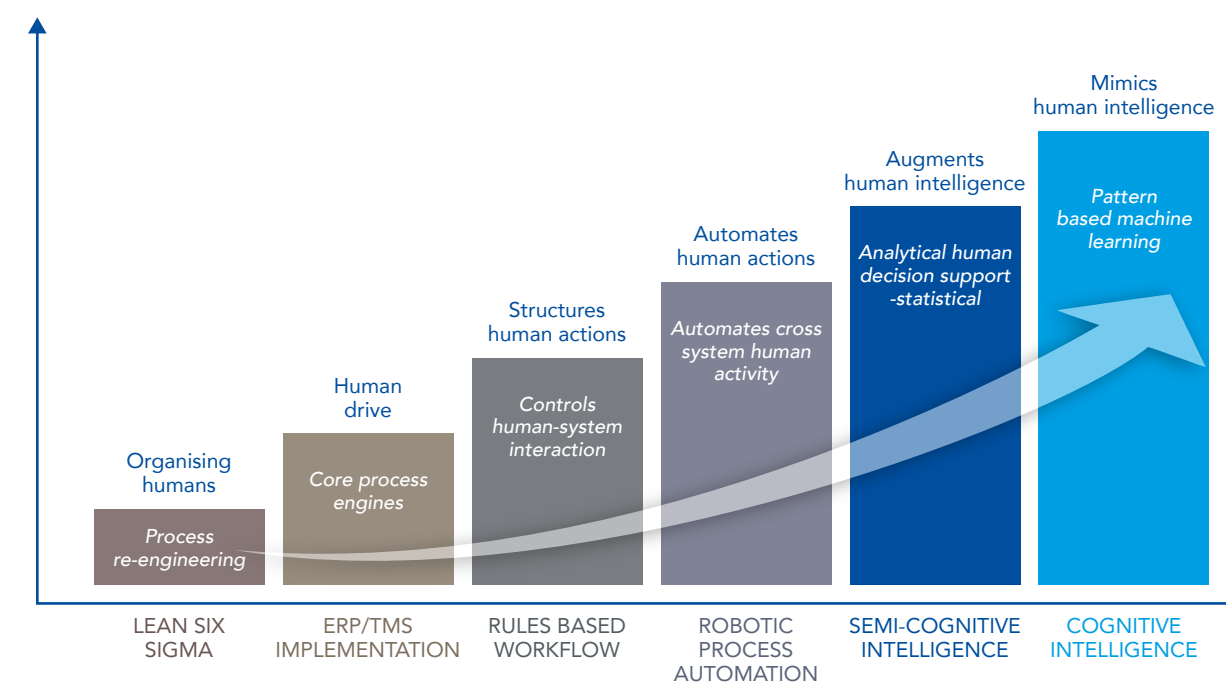 Organising
humans
Process
re-engineering
LEAN SIX
SIGMA
Human
drive
Core process
engines
ERP/TMS
IMPLEMENTATION
Structures
human actions
Controls
human-system
interaction
RULES BASED
WORKFLOW
Automates
human actions
Automates cross
system human
activity
ROBOTIC
PROCESS
AUTOMATION
Augments
human intelligence
Analytical human
decision support
-statistical
SEMI-COGNITIVE
INTELLIGENCE
Mimics
human intelligence
Pattern
based machine
learning
COGNITIVE
INTELLIGENCE